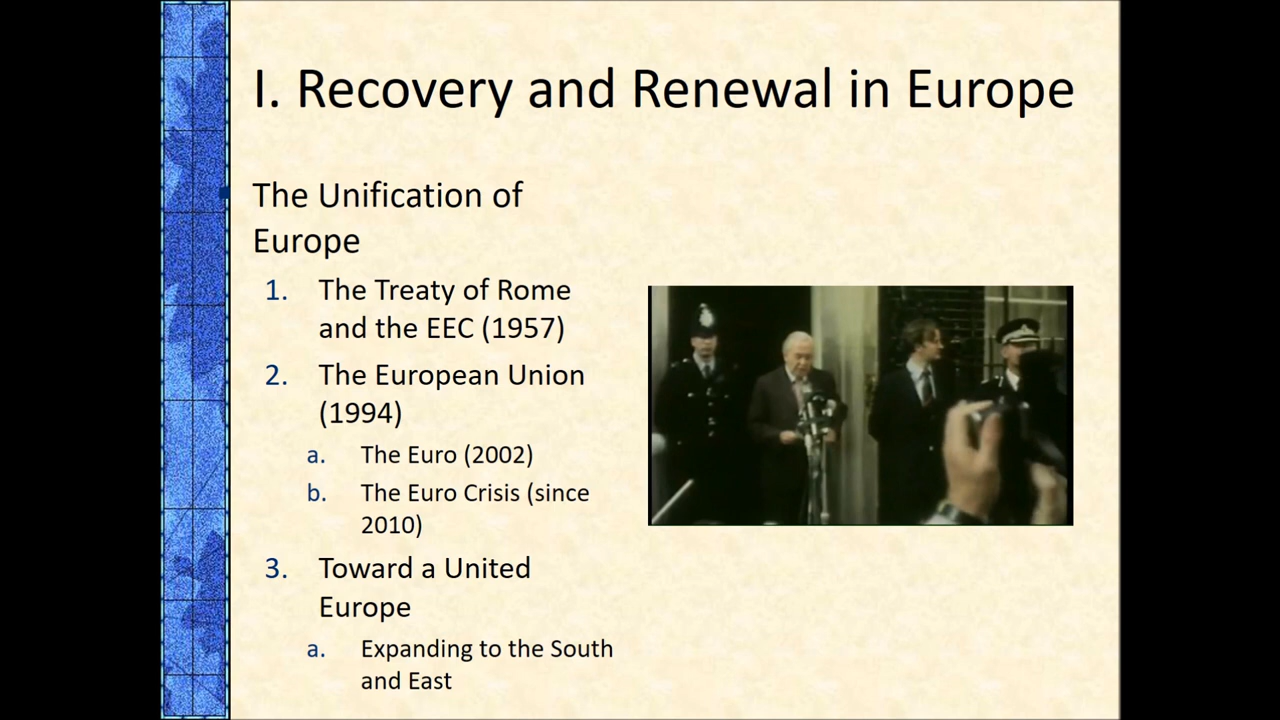 I. Recovery and Renewal in Europe
The Unification of
Europe
1. The Treaty of Rome
and the EEC (1957)
2. The European Union
(1994)
a. The Euro (2002)
b. The Euro Crisis (since
2010)
3. Toward a United
Europe
a. Expanding to the South
and East